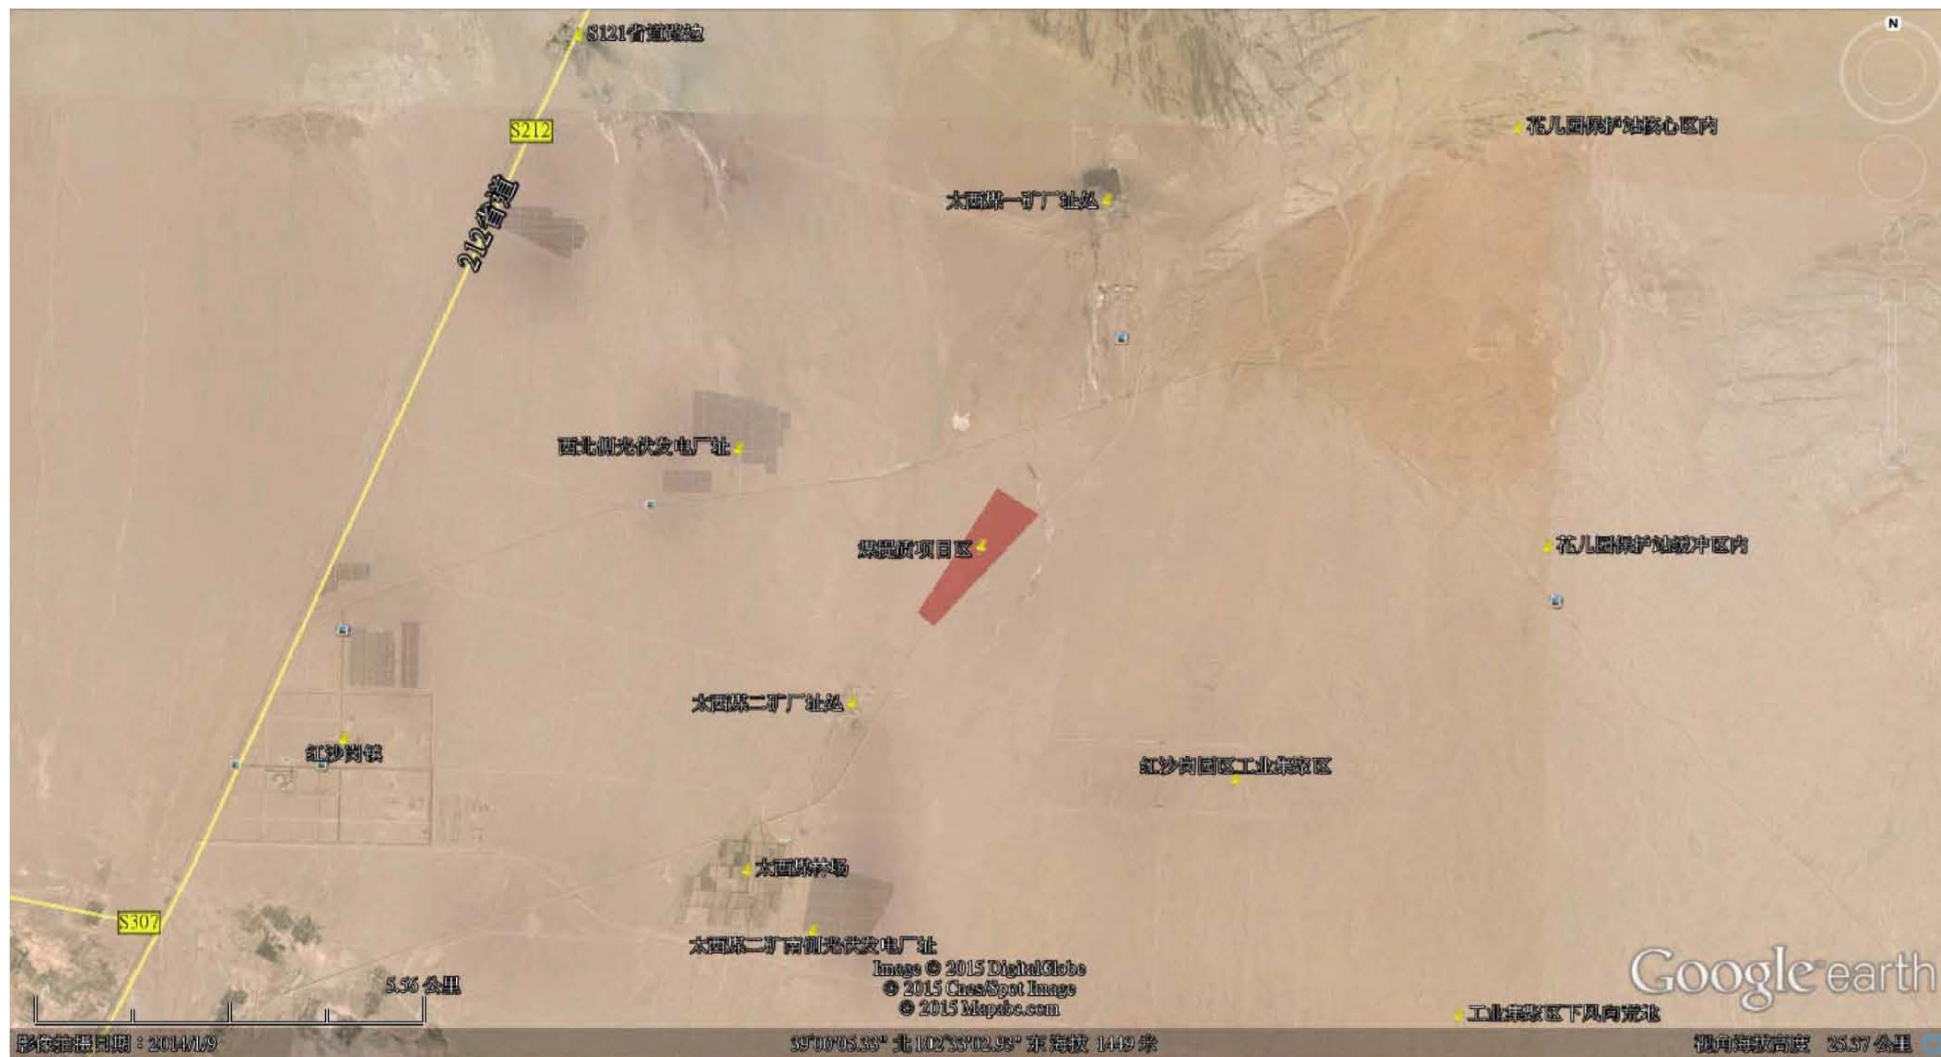 N
S121省道路边
S212
花儿园保护站核心区内
212省道
太西煤一矿厂址处
西北侧光伏发电厂址
煤提质项目区
花儿园保护站缓冲区内
太西煤二矿厂址处
红沙岗镇
红沙岗园区工业集聚区
太西煤林场
S307
太西煤二矿南侧光伏发电厂址
Image © 2015 DigitalGlobe
© 2015 Cnes/Spot Image
© 2015 Mapabc.com
Google earth
5.56 公里
工业集聚区下风向荒地
影像拍摄日期：2014/1/9
39°00'05.33" 北 102°33'02.93" 东 海拔 1449 米
视角海拔高度 25.37 公里